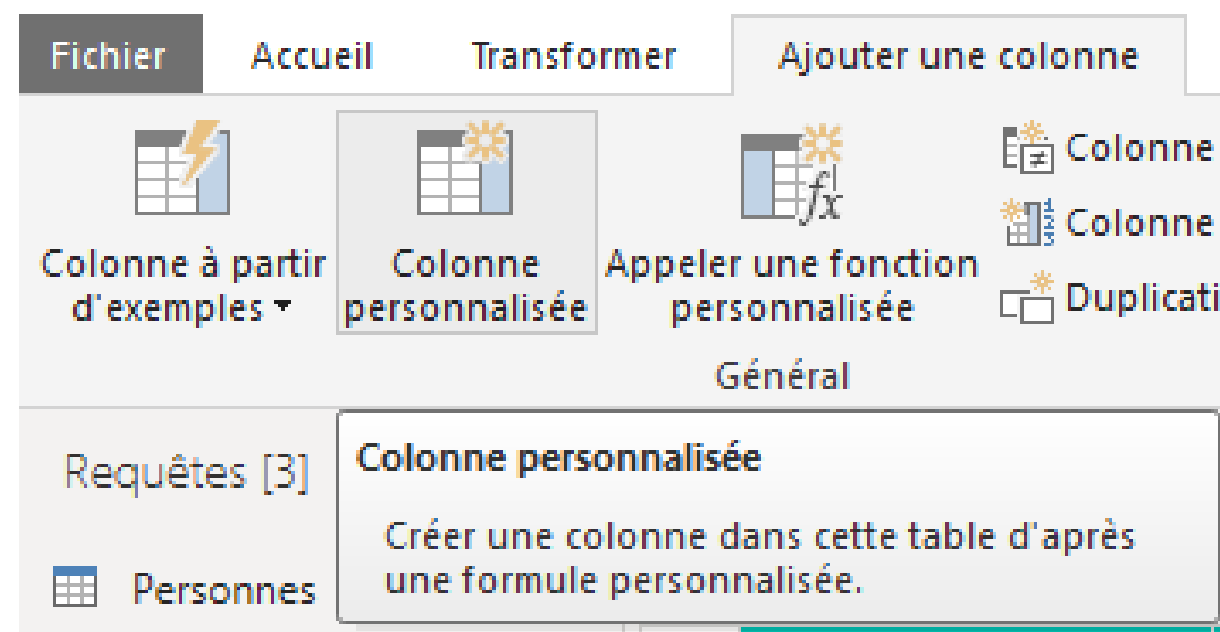 Fichier Accueil Transformer Ajouter une colonne
Colonne à partir
d'exemples
Colonne
personnalisée
Appeler une fonction
personnalisée
Colonne
Colonne
Général
Requêtes [3]
Personnes
Colonne personnalisée
Créer une colonne dans cette table d'après
une formule personnalisée.